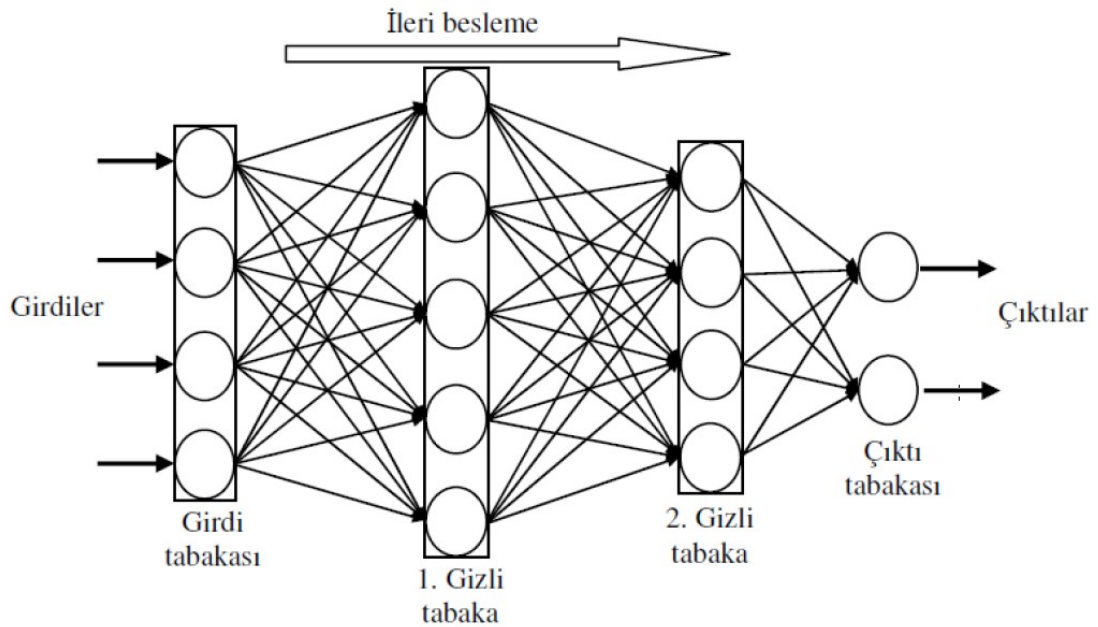 İleri besleme
Girdiler
Çıktılar
Girdi
tabakası
1. Gizli
tabaka
2. Gizli
tabaka
Çıktı
tabakası